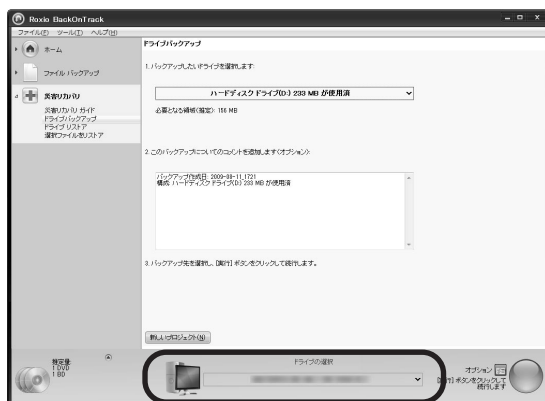 Roxio BackOnTrack
ファイル(F) ツール(T) ヘルプ(H)
ホーム
ファイル バックアップ
災害リカバリ
災害リカバリ ガイド
ドライブバックアップ
ドライブ リストア
選択ファイルをリストア
ドライブバックアップ
1. バックアップしたいドライブを選択します:
ハードディスク ドライブ(D:) 233 MB が使用済
必要となる領域(推定): 156 MB
2. このバックアップについてのコメントを追加します(オプション):
バックアップ作成日: 2009-08-11_1721
構成: ハードディスク ドライブ(D:) 233 MB が使用済
3. バックアップ先を選択し、[実行] ボタンをクリックして続行します。
新しいプロジェクト(N)
推定量:
1 DVD
1 BD
ドライブの選択
オプション
[実行] ボタンをクリックして
続行します